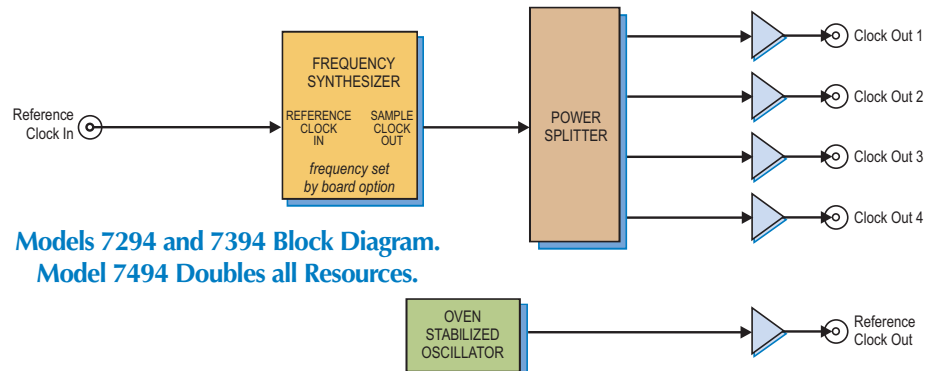 Reference
Clock In
FREQUENCY
SYNTHESIZER
REFERENCE
CLOCK
IN
SAMPLE
CLOCK
OUT
frequency set
by board option
POWER
SPLITTER
Clock Out 1
Clock Out 2
Clock Out 3
Clock Out 4
Models 7294 and 7394 Block Diagram.
Model 7494 Doubles all Resources.
OVEN
STABILIZED
OSCILLATOR
Reference
Clock Out